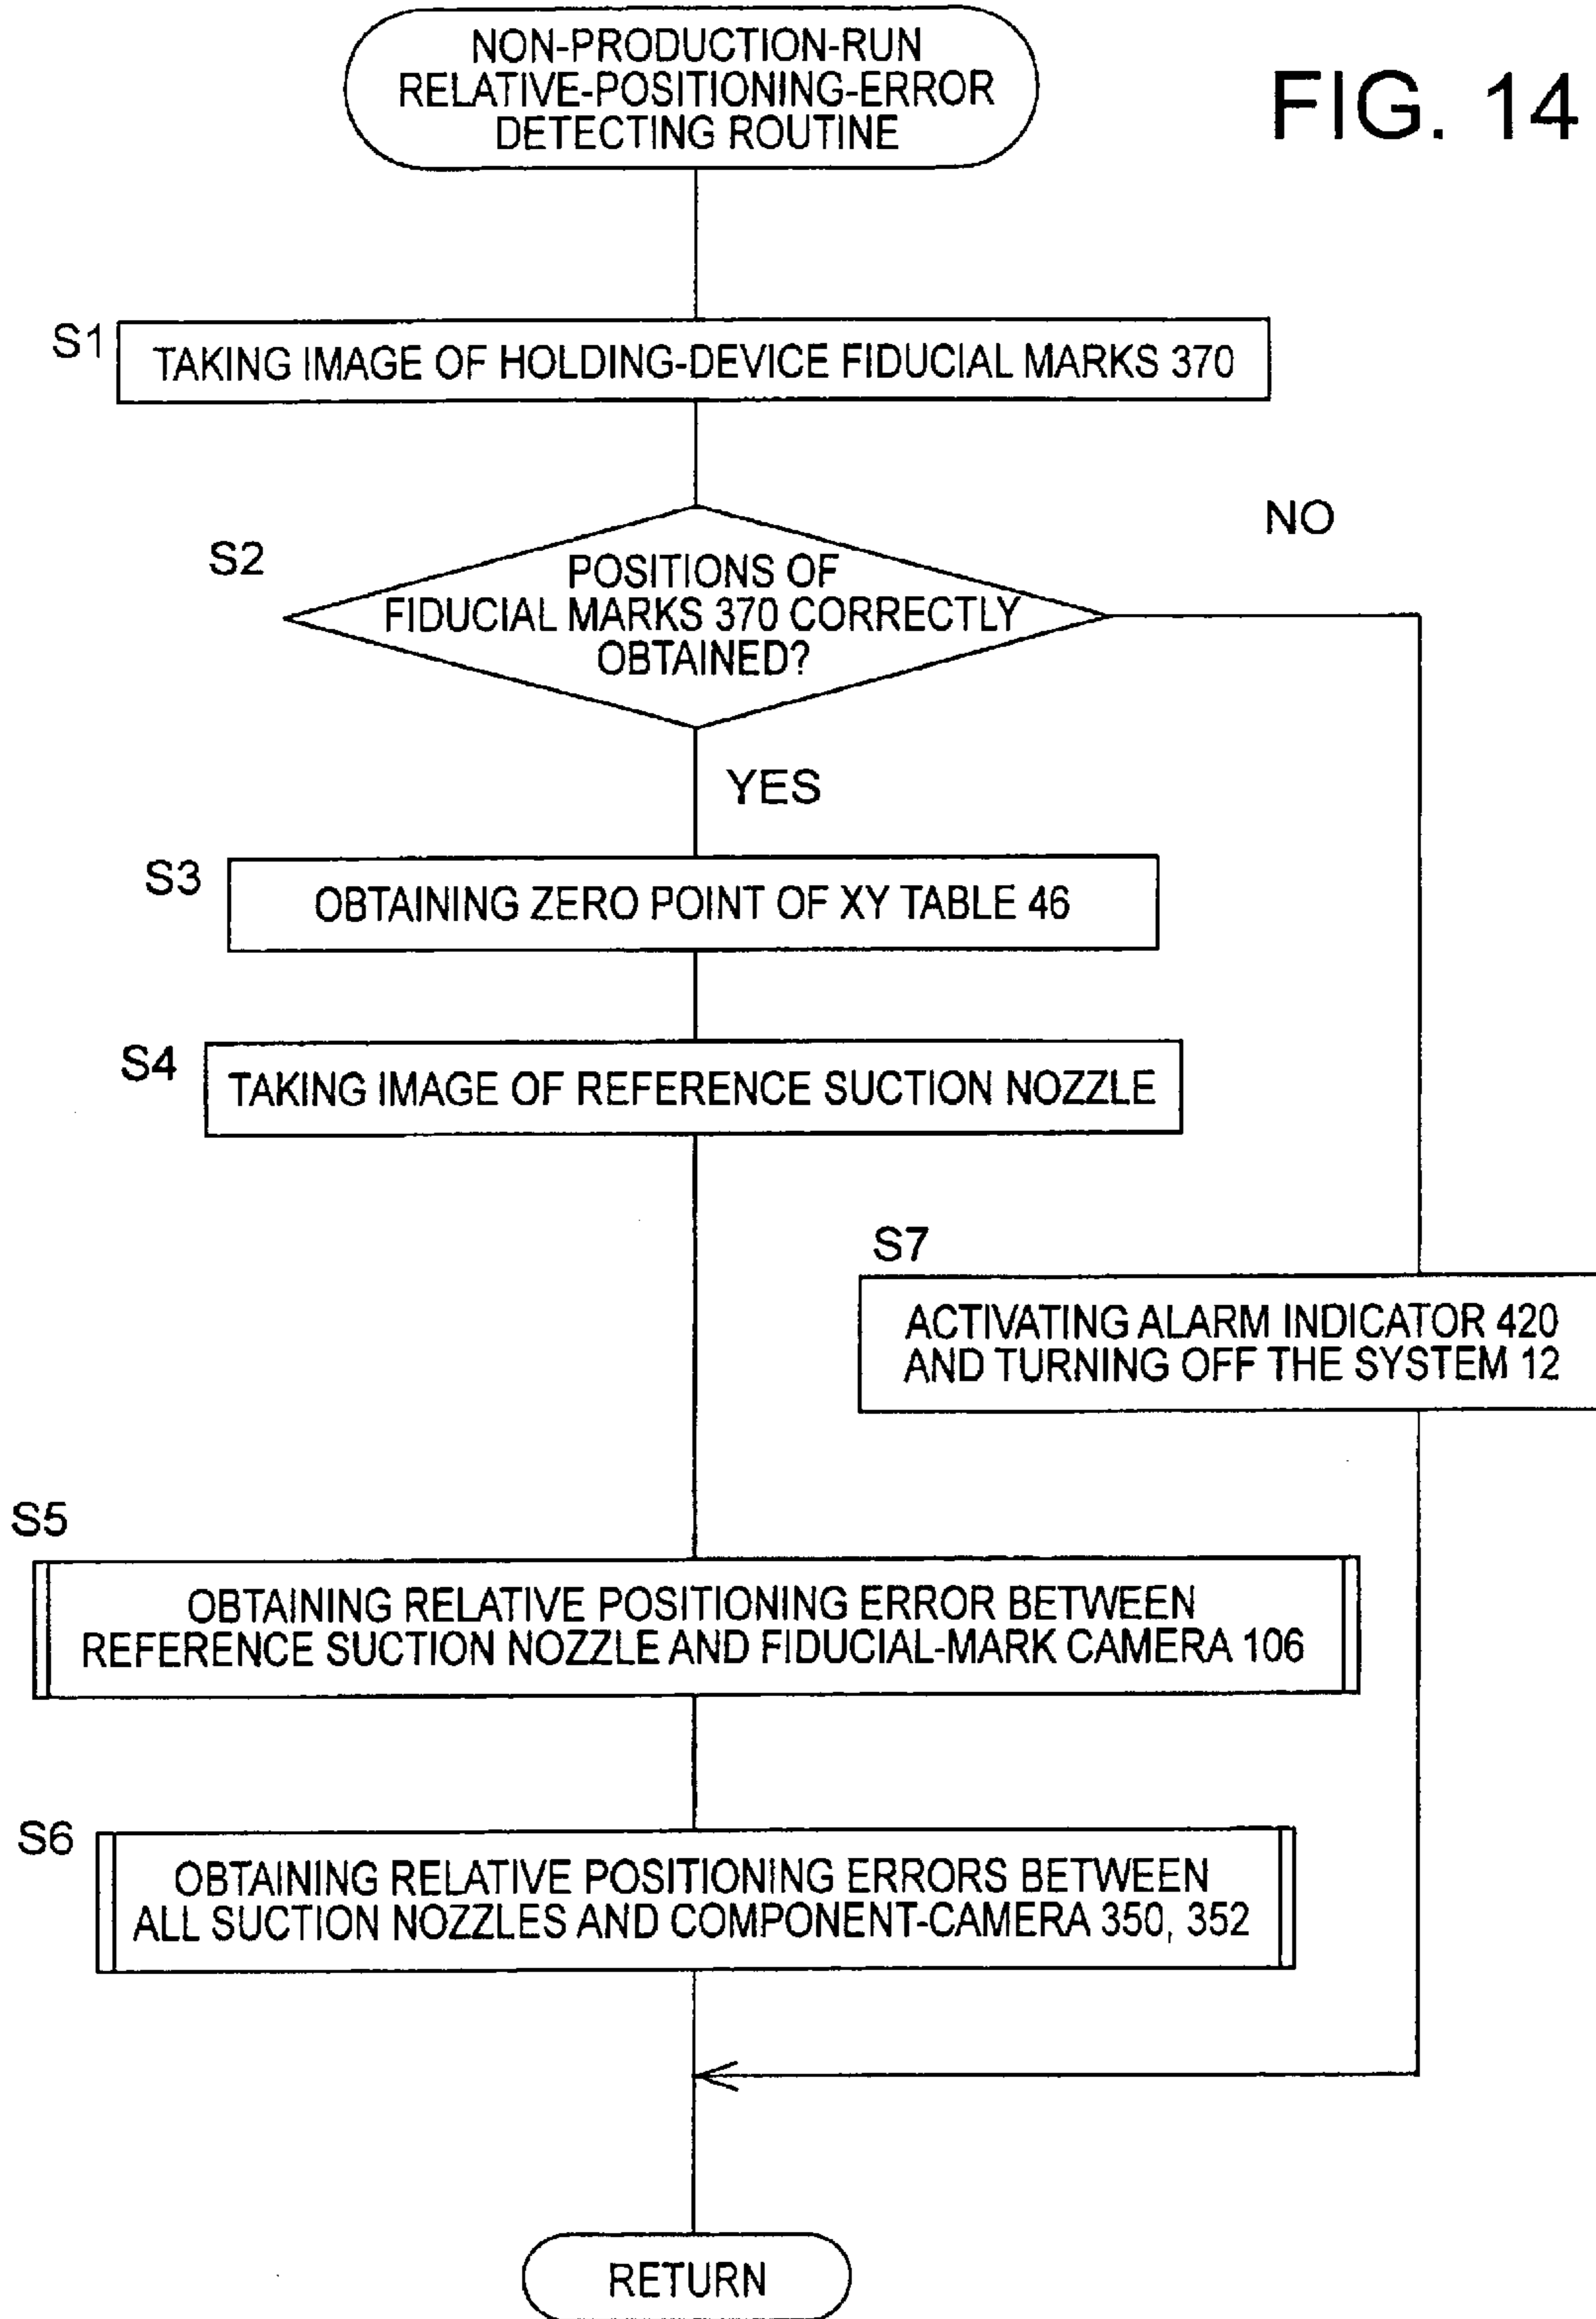 NON-PRODUCTION-RUN
RELATIVE-POSITIONING-ERROR
DETECTING ROUTINE
FIG. 14
S1
TAKING IMAGE OF HOLDING-DEVICE FIDUCIAL MARKS 370
S2
POSITIONS OF
FIDUCIAL MARKS 370 CORRECTLY
OBTAINED?
NO
YES
S3
OBTAINING ZERO POINT OF XY TABLE 46
S4
TAKING IMAGE OF REFERENCE SUCTION NOZZLE
S7
ACTIVATING ALARM INDICATOR 420
AND TURNING OFF THE SYSTEM 12
S5
OBTAINING RELATIVE POSITIONING ERROR BETWEEN
REFERENCE SUCTION NOZZLE AND FIDUCIAL-MARK CAMERA 106
S6
OBTAINING RELATIVE POSITIONING ERRORS BETWEEN
ALL SUCTION NOZZLES AND COMPONENT-CAMERA 350, 352
RETURN